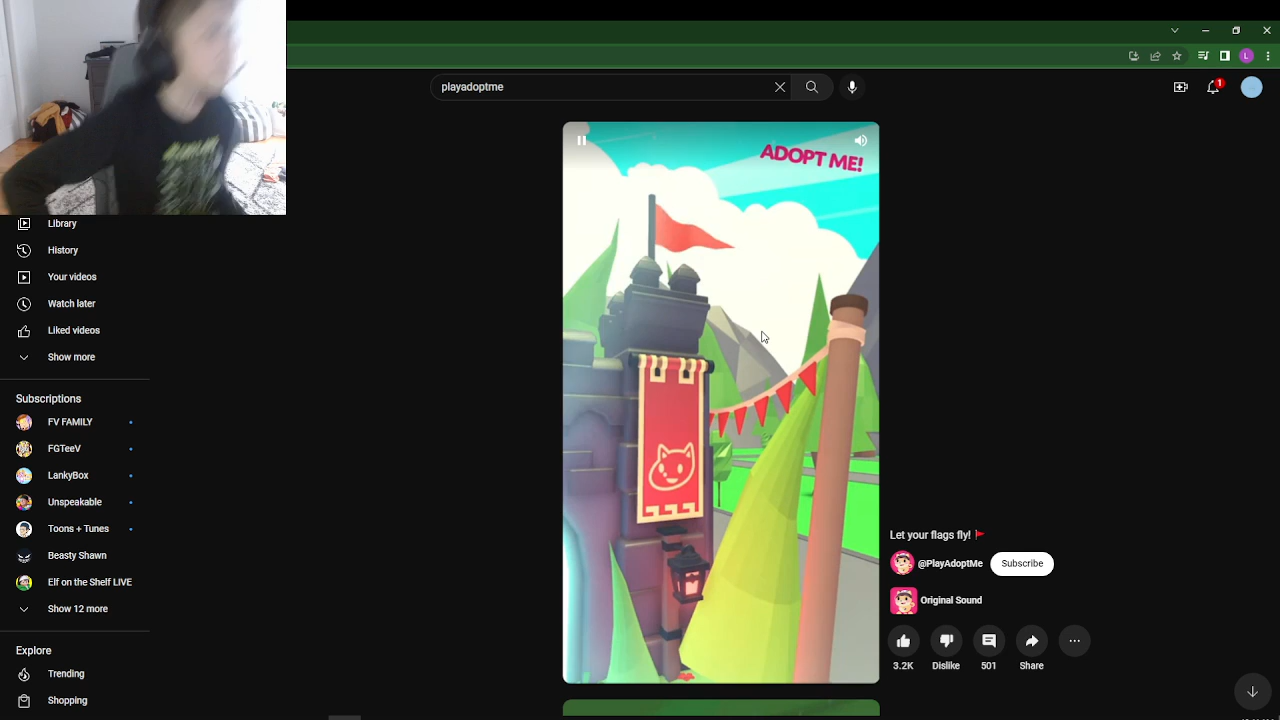 playadoptme
1
L
ADOPT ME!
Library
History
Your videos
Watch later
Liked videos
Show more
Subscriptions
FV FAMILY
FGTeeV
LankyBox
Unspeakable
Toons + Tunes
Beasty Shawn
Elf on the Shelf LIVE
Show 12 more
Explore
Trending
Shopping
Let your flags fly!
@PlayAdoptMe
Subscribe
Original Sound
3.2K
Dislike
501
Share